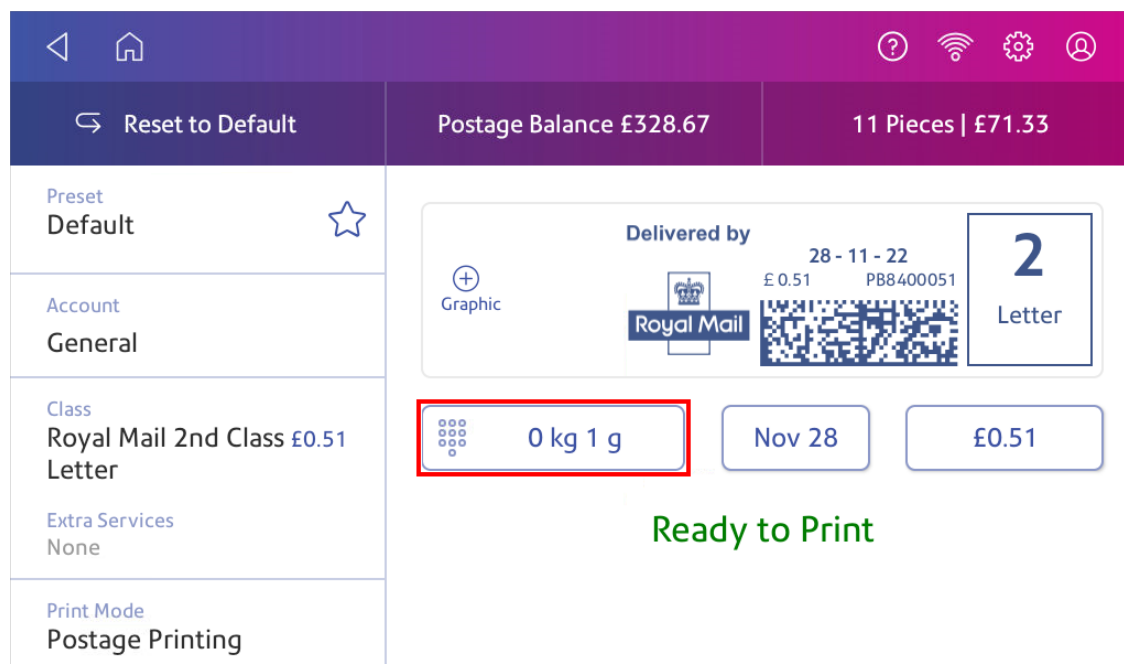 Reset to Default
Postage Balance £328.67
11 Pieces | £71.33
Preset
Default
Account
General
Class
Royal Mail 2nd Class £0.51
Letter
Extra Services
None
Print Mode
Postage Printing
Graphic
Delivered by
Royal Mail
28 - 11 - 22
£ 0.51 PB8400051
2
Letter
0 kg 1 g
Nov 28
£0.51
Ready to Print